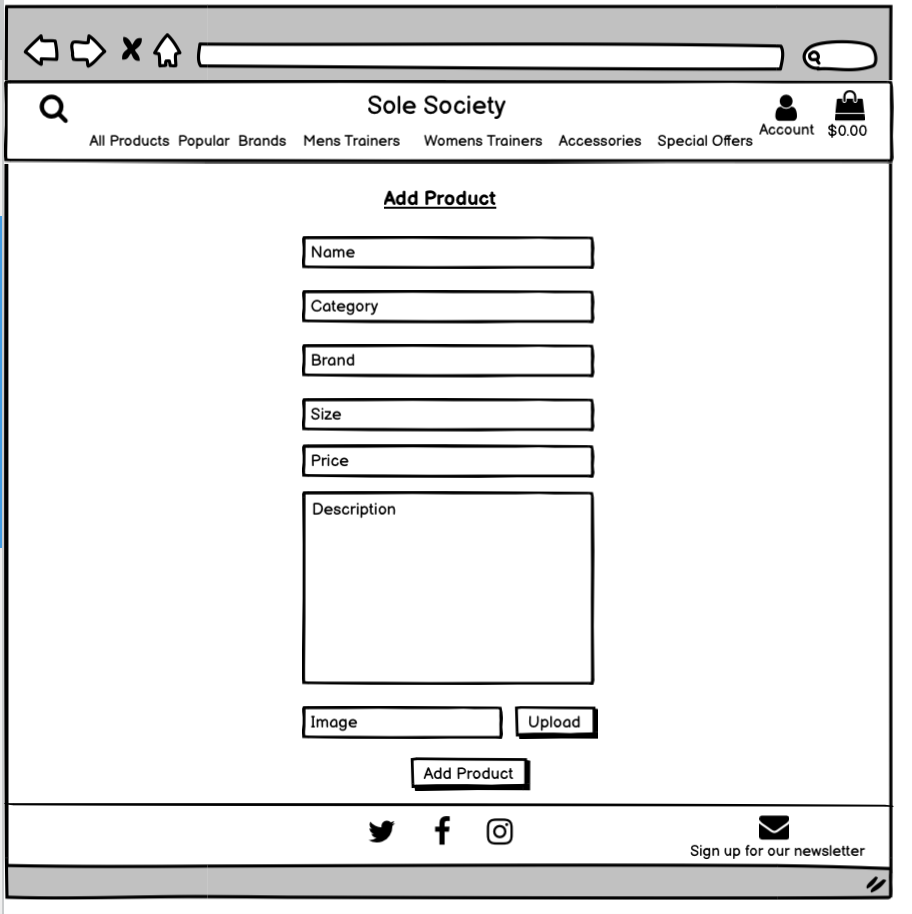 Sole Society
Account
$0.00
All Products Popular Brands Mens Trainers Womens Trainers Accessories Special Offers
Add Product
Name
Category
Brand
Size
Price
Description
Image Upload
Add Product
Sign up for our newsletter